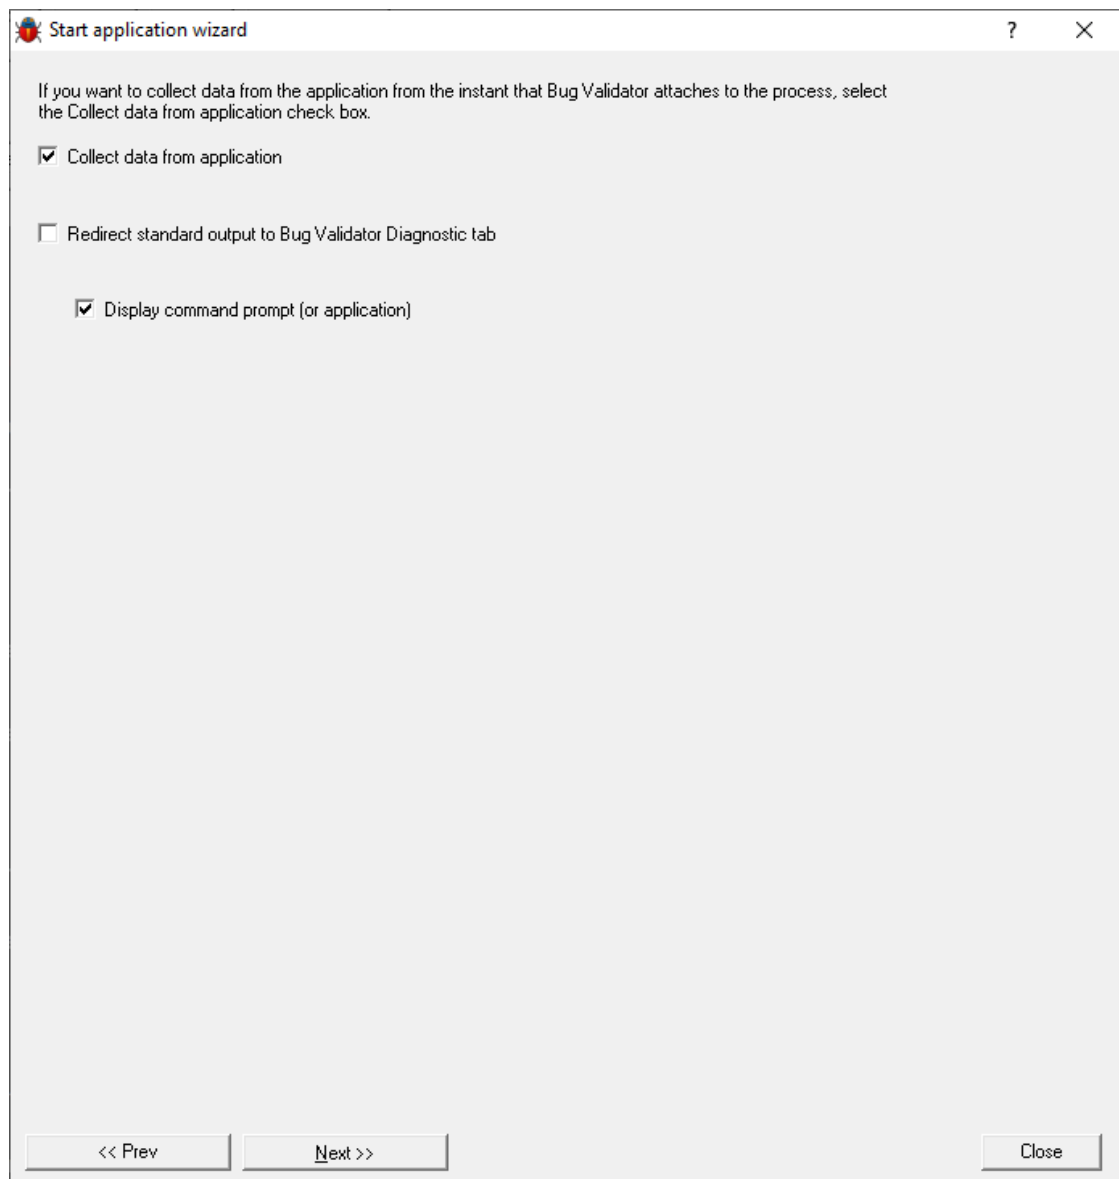 Start application wizard
?
If you want to collect data from the application from the instant that Bug Validator attaches to the process, select
the Collect data from application check box.
Collect data from application
Redirect standard output to Bug Validator Diagnostic tab
Display command prompt (or application)
<< Prev
Next >>
Close